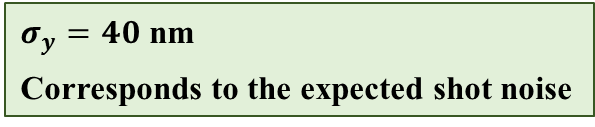 σy = 40 nm
Corresponds to the expected shot noise